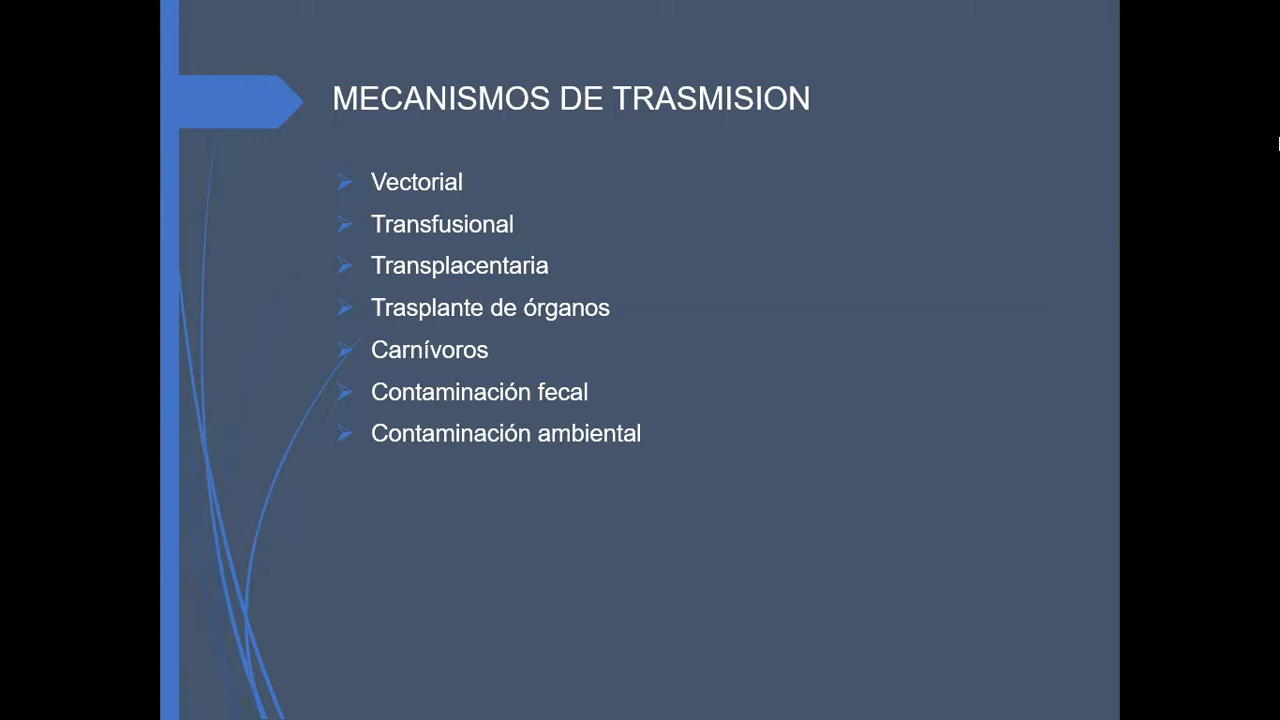 MECANISMOS DE TRASMISION
Vectorial
Transfusional
Transplacentaria
Trasplante de órganos
Carnívoros
Contaminación fecal
Contaminación ambiental